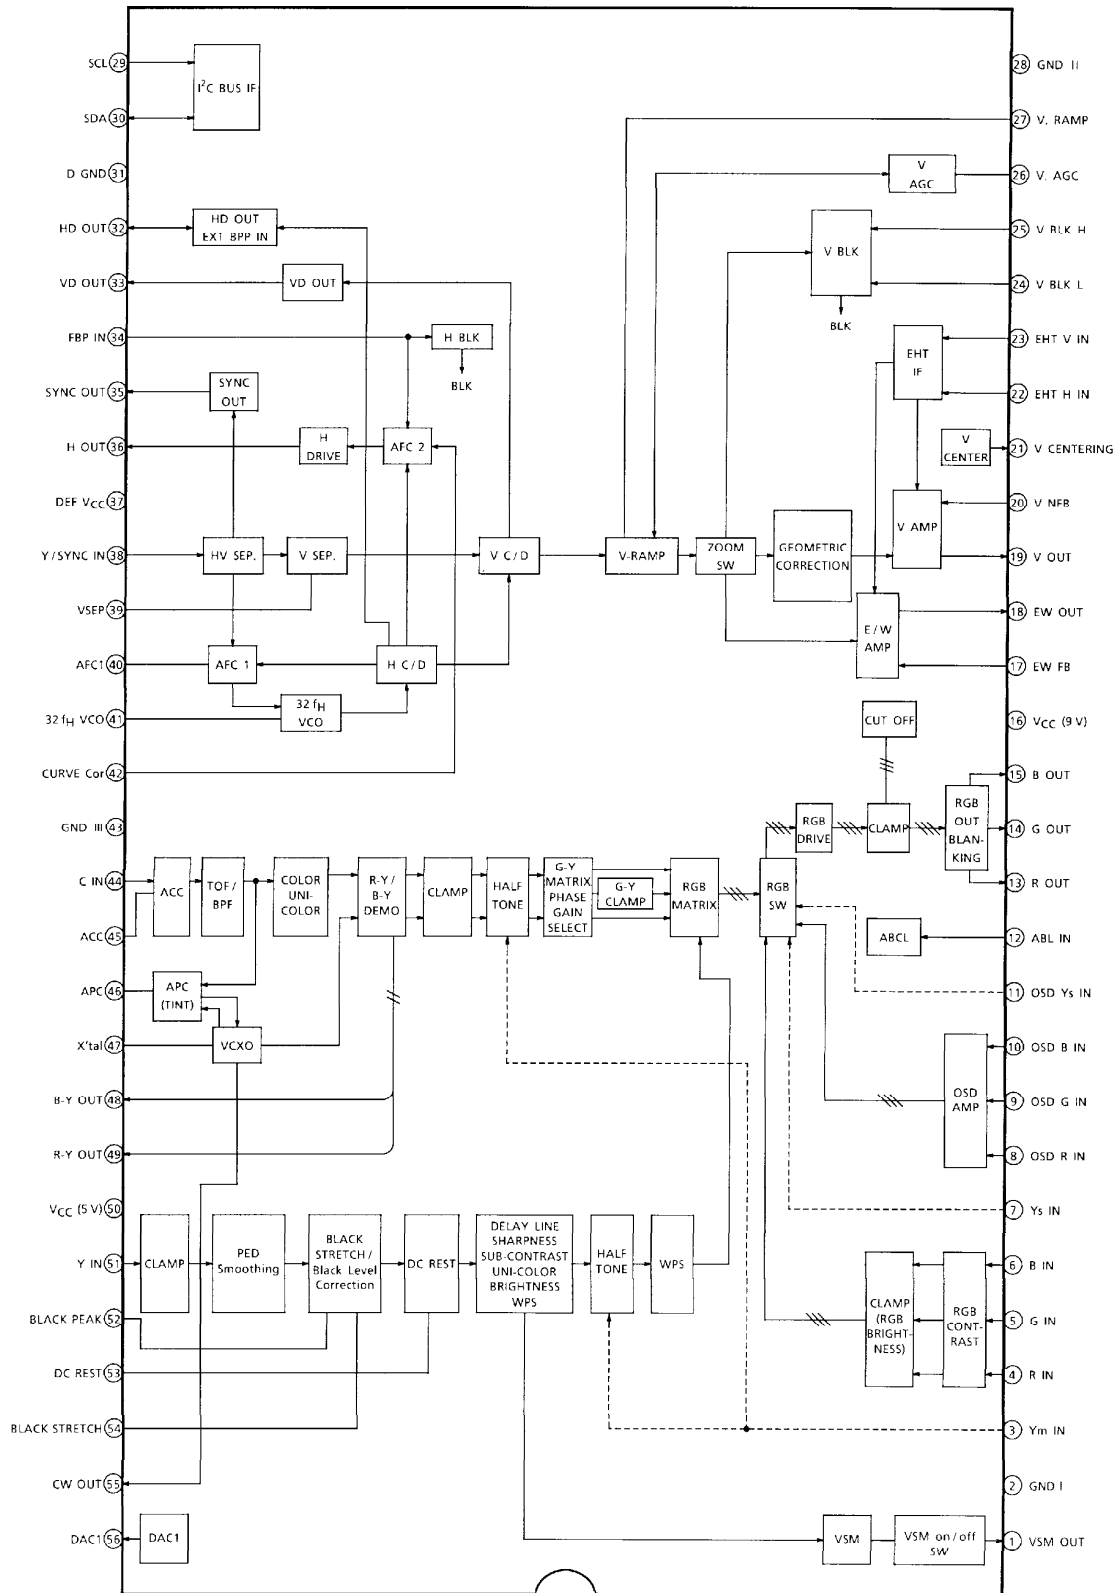 SCL 29
I²C BUS IF
SDA 30
D GND 31
HD OUT 32
HD OUT
EXT BPP IN
VD OUT 33
VD OUT
FBP IN 34
H BLK
BLK
SYNC OUT 35
SYNC
OUT
H OUT 36
H
DRIVE
AFC 2
DEF VCC 37
Y/SYNC IN 38
HV SEP.
V SEP.
V C/D
V-RAMP
ZOOM
SW
GEOMETRIC
CORRECTION
VSEP 39
AFC1 40
AFC 1
H C/D
32 fH VCO 41
32 fH
VCO
CURVE Cor 42
GND III 43
C IN 44
ACC
TOF/
BPF
COLOR
UNI-
COLOR
R-Y/
B-Y
DEMO
CLAMP
HALF
TONE
G-Y
MATRIX
PHASE
GAIN
SELECT
G-Y
CLAMP
RGB
MATRIX
RGB
SW
ACC 45
APC 46
APC
(TINT)
X'tal 47
VCXO
B-Y OUT 48
R-Y OUT 49
VCC (5 V) 50
Y IN 51
CLAMP
PED
Smoothing
BLACK
STRETCH/
Black Level
Correction
DC REST
DELAY LINE
SHARPNESS
SUB-CONTRAST
UNI-COLOR
BRIGHTNESS
WPS
HALF
TONE
WPS
BLACK PEAK 52
DC REST 53
BLACK STRETCH 54
CW OUT 55
DAC1 56
DAC1
28 GND II
27 V. RAMP
V
AGC
26 V. AGC
25 V BLK H
V BLK
24 V BLK L
BLK
23 EHT V IN
EHT
IF
22 EHT H IN
V
CENTER
21 V CENTERING
20 V NFB
V AMP
19 V OUT
18 EW OUT
E/W
AMP
17 EW FB
CUT OFF
16 VCC (9 V)
15 B OUT
RGB
DRIVE
CLAMP
RGB
OUT
BLAN-
KING
14 G OUT
13 R OUT
ABCL
12 ABL IN
11 OSD Ys IN
10 OSD B IN
OSD
AMP
9 OSD G IN
8 OSD R IN
7 Ys IN
6 B IN
CLAMP
(RGB
BRIGHT-
NESS)
RGB
CONT-
RAST
5 G IN
4 R IN
3 Ym IN
2 GND I
VSM
VSM on/off
SW
1 VSM OUT